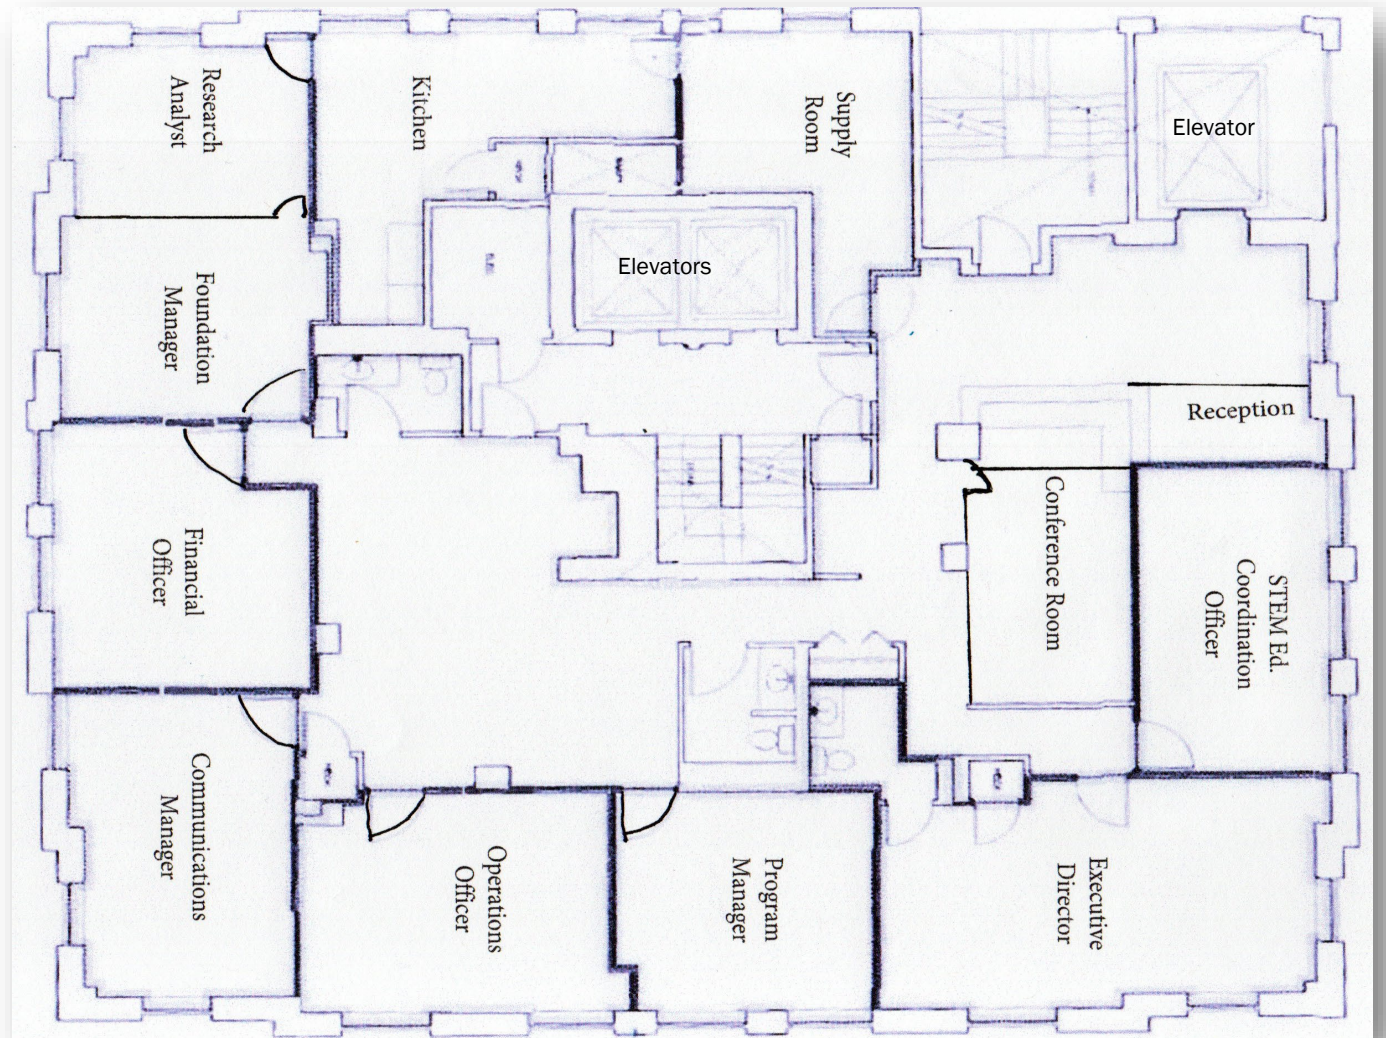 Research
Analyst
Kitchen
Supply
Room
Elevator
Foundation
Manager
Elevators
Reception
Financial
Officer
Conference Room
STEM Ed.
Coordination
Officer
Communications
Manager
Operations
Officer
Program
Manager
Executive
Director